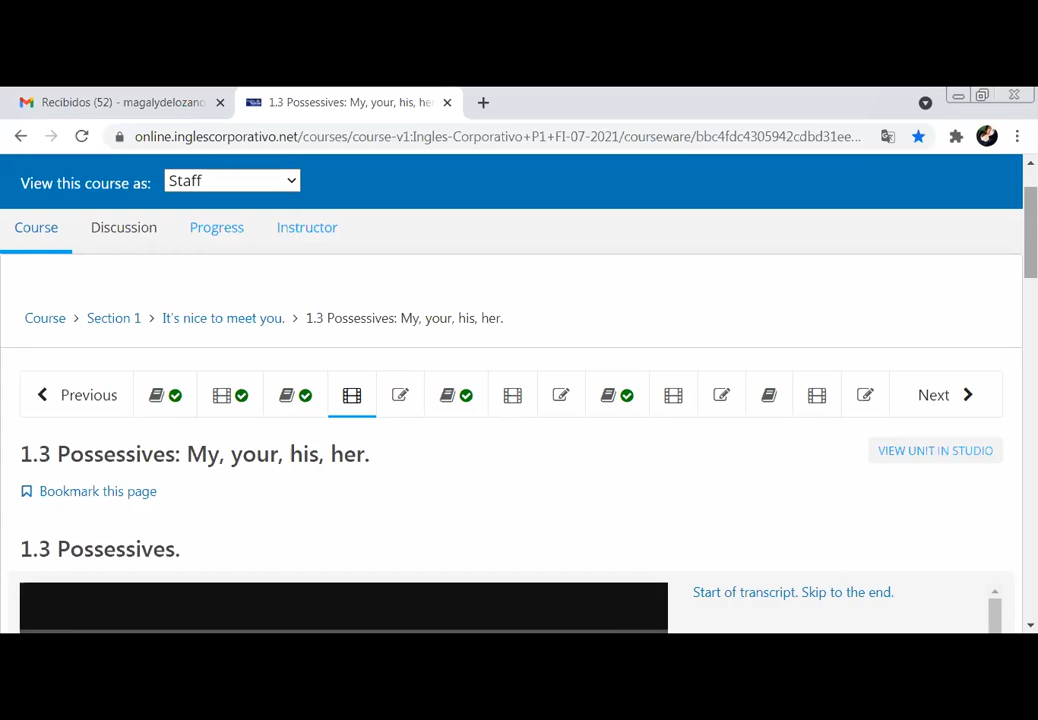 Recibidos (52) - magalydelozano
1.3 Possessives: My, your, his, he
online.inglescorporativo.net/courses/course-v1:Ingles-Corporativo+P1+FI-07-2021/courseware/bbc4fdc4305942cdbd31ee...
View this course as: Staff
Course Discussion Progress Instructor
Course > Section 1 > It's nice to meet you. > 1.3 Possessives: My, your, his, her.
Previous Next
1.3 Possessives: My, your, his, her.
VIEW UNIT IN STUDIO
Bookmark this page
1.3 Possessives.
Start of transcript. Skip to the end.